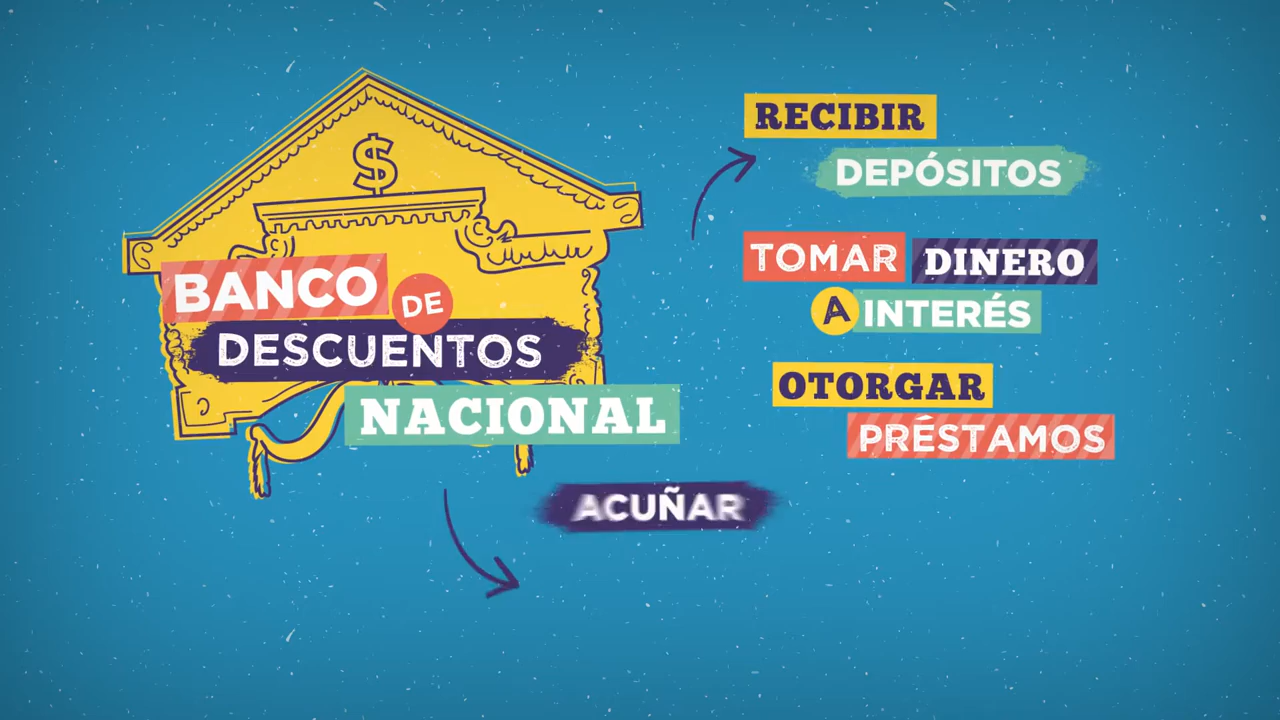 $
BANCO DE
DESCUENTOS
NACIONAL
RECIBIR
DEPÓSITOS
TOMAR DINERO
A INTERÉS
OTORGAR
PRÉSTAMOS
ACUÑAR